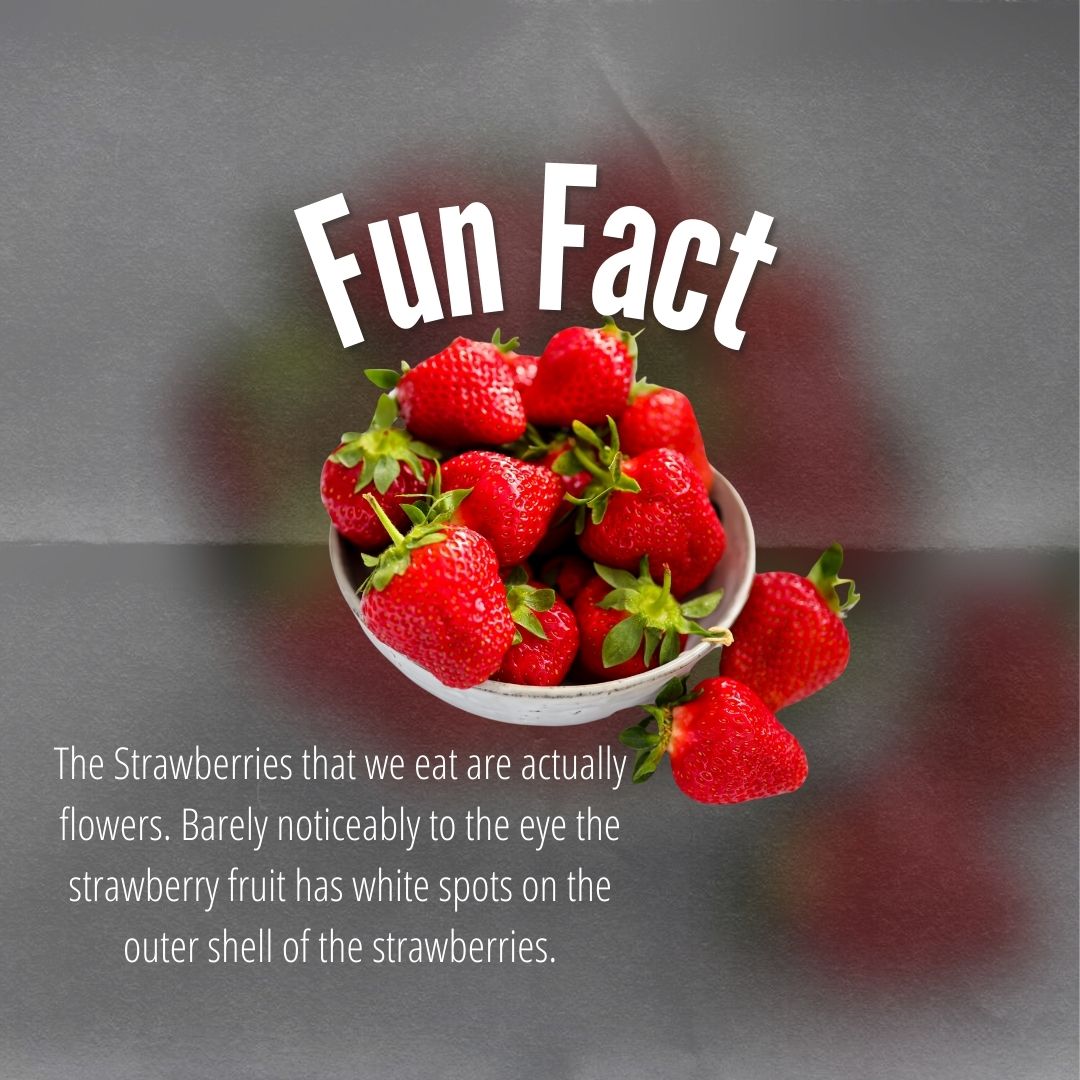 Fun Fact
The Strawberries that we eat are actually
flowers. Barely noticeably to the eye the
strawberry fruit has white spots on the
outer shell of the strawberries.